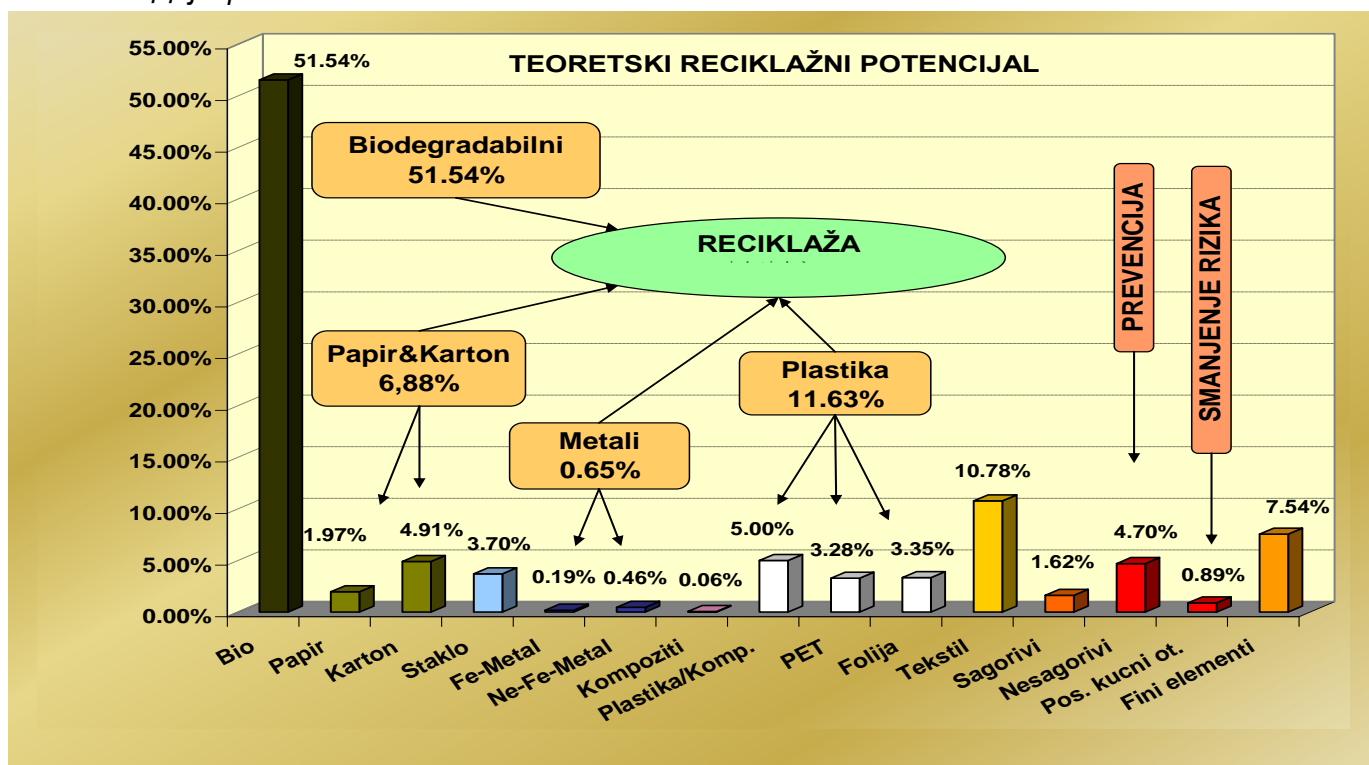 TEORETSKI RECIKLAŽNI POTENCIJAL
55.00%
50.00%
45.00%
40.00%
35.00%
30.00%
25.00%
20.00%
15.00%
10.00%
5.00%
0.00%
51.54%
Biodegradabilni
51.54%
RECIKLAŽA
PREVENCIJA
SMANJENJE RIZIKA
Papir&Karton
6,88%
Plastika
11.63%
Metali
0.65%
1.97%
4.91%
3.70%
0.19%
0.46%
0.06%
5.00%
3.28%
3.35%
10.78%
1.62%
4.70%
0.89%
7.54%
Bio
Papir
Karton
Staklo
Fe-Metal
Ne-Fe-Metal
Kompoziti
Plastika/Komp.
PET
Folija
Tekstil
Sagorivi
Nesagorivi
Pos. kucni ot.
Fini elementi